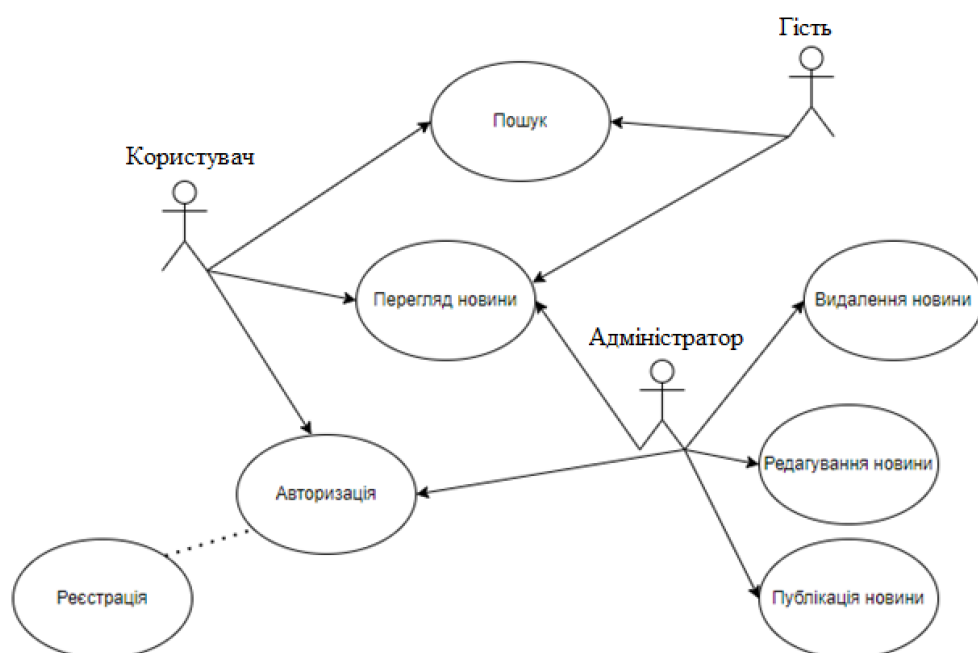 Гість
Пошук
Користувач
Перегляд новини
Видалення новини
Адміністратор
Редагування новини
Авторизація
Реєстрація
Публікація новини